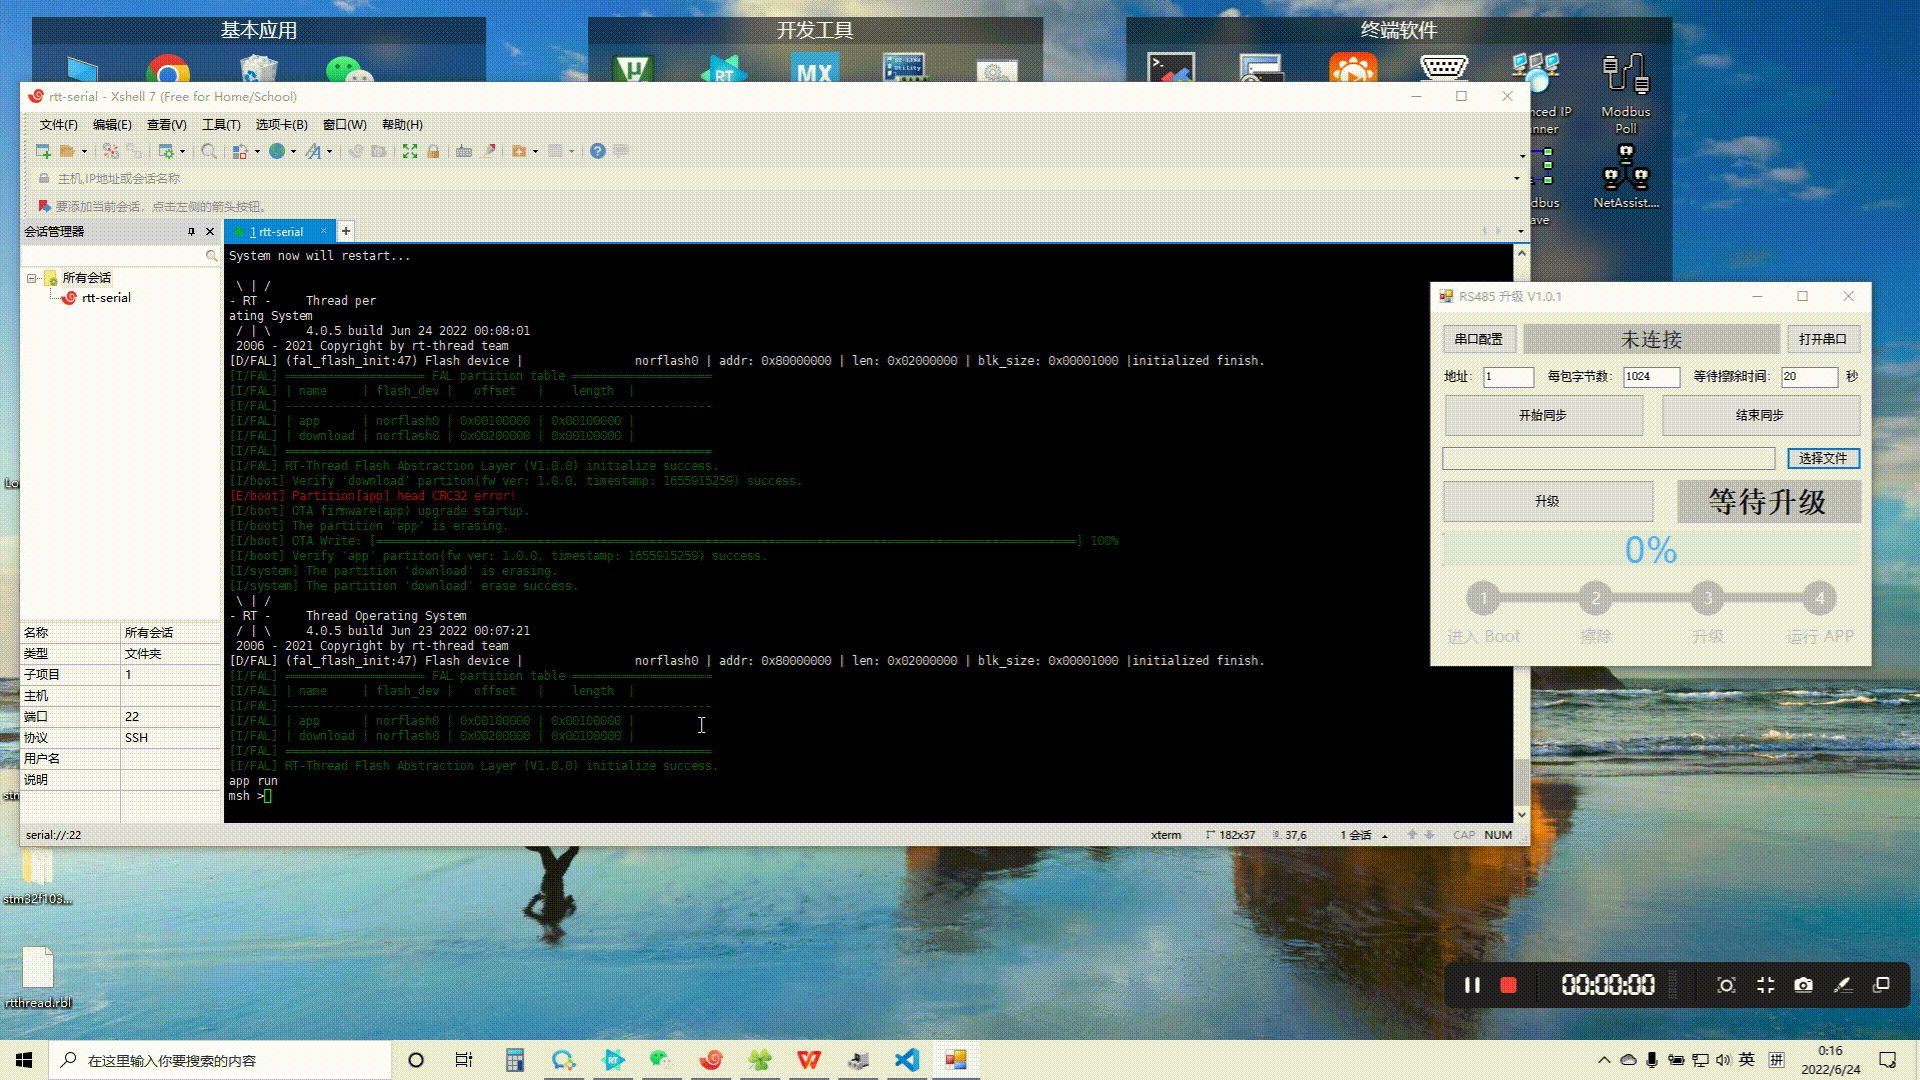 基本应用
开发工具
终端软件
rtt-serial - Xshell 7 (Free for Home/School)
文件(F) 编辑(E) 查看(V) 工具(T) 选项卡(B) 窗口(W) 帮助(H)
主机,IP地址或会话名称
要添加当前会话，点击左侧的箭头按钮。
会话管理器
1 rtt-serial
所有会话
rtt-serial
名称 所有会话
类型 文件夹
子项目 1
主机
端口 22
协议 SSH
用户名
说明
System now will restart...
\ | /
- RT - Thread per
ating System
/ | \ 4.0.5 build Jun 24 2022 00:08:01
2006 - 2021 Copyright by rt-thread team
[D/FAL] (fal_flash_init:47) Flash device | norflash0 | addr: 0x80000000 | len: 0x02000000 | blk_size: 0x00001000 |initialized finish.
[I/FAL] ==================== FAL partition table ====================
[I/FAL] | name | flash_dev | offset | length |
[I/FAL] -------------------------------------------------------------
[I/FAL] | app | norflash0 | 0x00100000 | 0x00100000 |
[I/FAL] | download | norflash0 | 0x00200000 | 0x00100000 |
[I/FAL] =============================================================
[I/FAL] RT-Thread Flash Abstraction Layer (V1.0.0) initialize success.
[I/boot] Verify 'download' partiton(fw ver: 1.0.0, timestamp: 1655915259) success.
[E/boot] Partition[app] head CRC32 error!
[I/boot] OTA firmware(app) upgrade startup.
[I/boot] The partition 'app' is erasing.
[I/boot] OTA Write: [====================================================================================================] 100%
[I/boot] Verify 'app' partiton(fw ver: 1.0.0, timestamp: 1655915259) success.
[I/system] The partition 'download' is erasing.
[I/system] The partition 'download' erase success.
\ | /
- RT - Thread Operating System
/ | \ 4.0.5 build Jun 23 2022 00:07:21
2006 - 2021 Copyright by rt-thread team
[D/FAL] (fal_flash_init:47) Flash device | norflash0 | addr: 0x80000000 | len: 0x02000000 | blk_size: 0x00001000 |initialized finish.
[I/FAL] ==================== FAL partition table ====================
[I/FAL] | name | flash_dev | offset | length |
[I/FAL] -------------------------------------------------------------
[I/FAL] | app | norflash0 | 0x00100000 | 0x00100000 |
[I/FAL] | download | norflash0 | 0x00200000 | 0x00100000 |
[I/FAL] =============================================================
[I/FAL] RT-Thread Flash Abstraction Layer (V1.0.0) initialize success.
app run
msh >
serial://:22
xterm 182x37 37,6 1 会话 CAP NUM
Modbus
Poll
NetAssist....
RS485 升级 V1.0.1
串口配置 未连接 打开串口
地址: 1 每包字节数: 1024 等待擦除时间: 20 秒
开始同步 结束同步
选择文件
升级 等待升级
0%
1 2 3 4
进入 Boot 擦除 升级 运行 APP
stm32f103...
rtthread.rbl
00:00:00
在这里输入你要搜索的内容
英 拼
0:16
2022/6/24